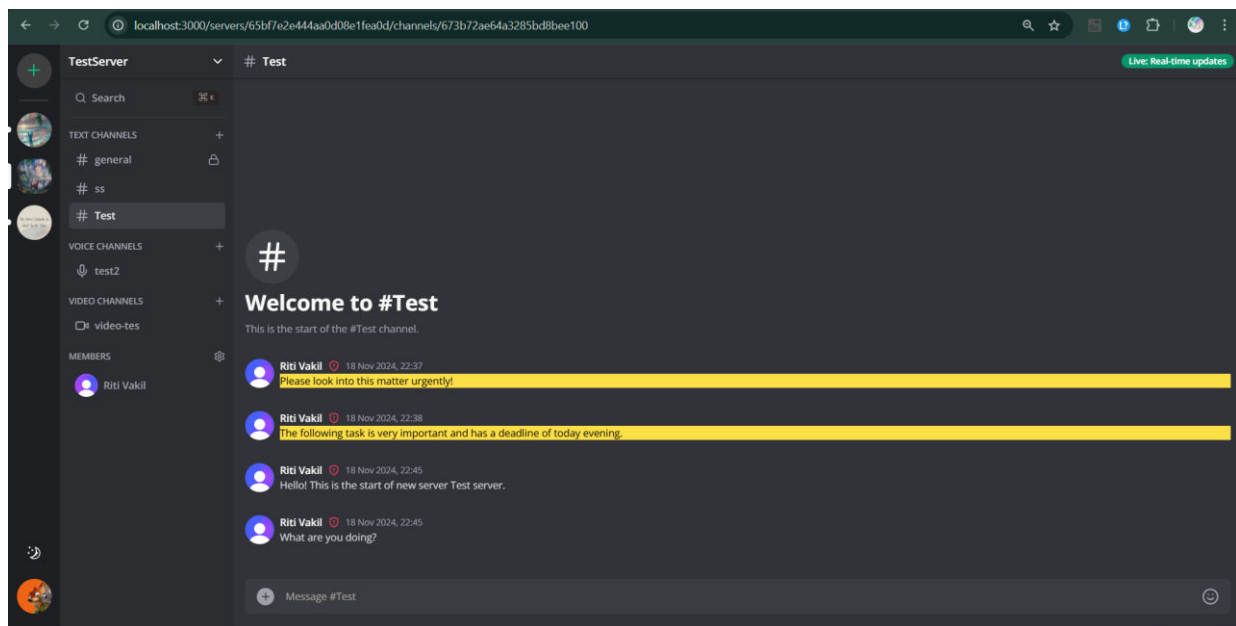 localhost:3000/servers/65bf7e2e444aa0d08e1fea0d/channels/673b72ae64a3285bd8bee100
TestServer
# Test
Live: Real-time updates
Search
⌘ K
TEXT CHANNELS +
# general
# ss
# Test
VOICE CHANNELS +
test2
VIDEO CHANNELS +
video-tes
MEMBERS
Riti Vakil
#
Welcome to #Test
This is the start of the #Test channel.
Riti Vakil 18 Nov 2024, 22:37
Please look into this matter urgently!
Riti Vakil 18 Nov 2024, 22:38
The following task is very important and has a deadline of today evening.
Riti Vakil 18 Nov 2024, 22:45
Hello! This is the start of new server Test server.
Riti Vakil 18 Nov 2024, 22:45
What are you doing?
Message #Test